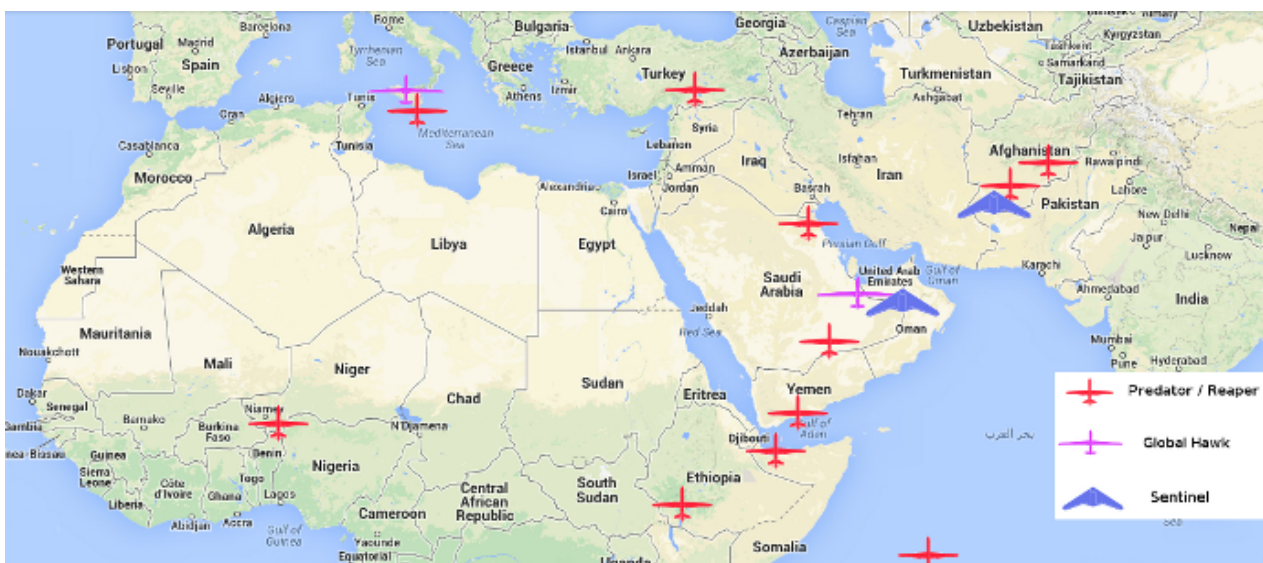 Portugal
Lisbon
Madrid
Spain
Seville
Barcelona
Rome
Tyrrhenian
Sea
Bulgaria
Istanbul
Ankara
Greece
Athens
Izmir
Turkey
Georgia
Caspian
Sea
Azerbaijan
Uzbekistan
Turkmenistan
Ashgabat
Tashkent
Kyrgyzstan
Samarkand
Tajikistan
Casablanca
Morocco
Oran
Algiers
Tunis
Tunisia
Mediterranean
Sea
Syria
Lebanon
Israel
Amman
Jordan
Iraq
Basrah
Tehran
Isfahan
Iran
Afghanistan
Rawalpindi
Lahore
Pakistan
New Delhi
Nepal
Jaipur
Lucknow
Western
Sahara
Algeria
Libya
Alexandria
Cairo
Egypt
Saudi
Arabia
Jeddah
Red Sea
Persian Gulf
United Arab
Emirates
Gulf of
Oman
Oman
Karachi
Ahmedabad
India
Mumbai
Pune
Hyderabad
Mauritania
Nouakchott
Mali
Niger
Chad
Sudan
Eritrea
Yemen
Gulf of
Aden
بحر العرب
Dakar
Senegal
Gambia
nea-Bissau
Bamako
Niamey
Burkina
Faso
Guinea
Sierra
Leone
Liberia
Côte
d'Ivoire
Abidjan
Ghana
Accra
Togo
Benin
Lagos
Nigeria
N'Djamena
Gulf of
Guinea
Cameroon
Yaounde
Equatorial
Central
African
Republic
South
Sudan
Djibouti
Ethiopia
Somalia
Uganda
Predator / Reaper
Global Hawk
Sentinel
Sea